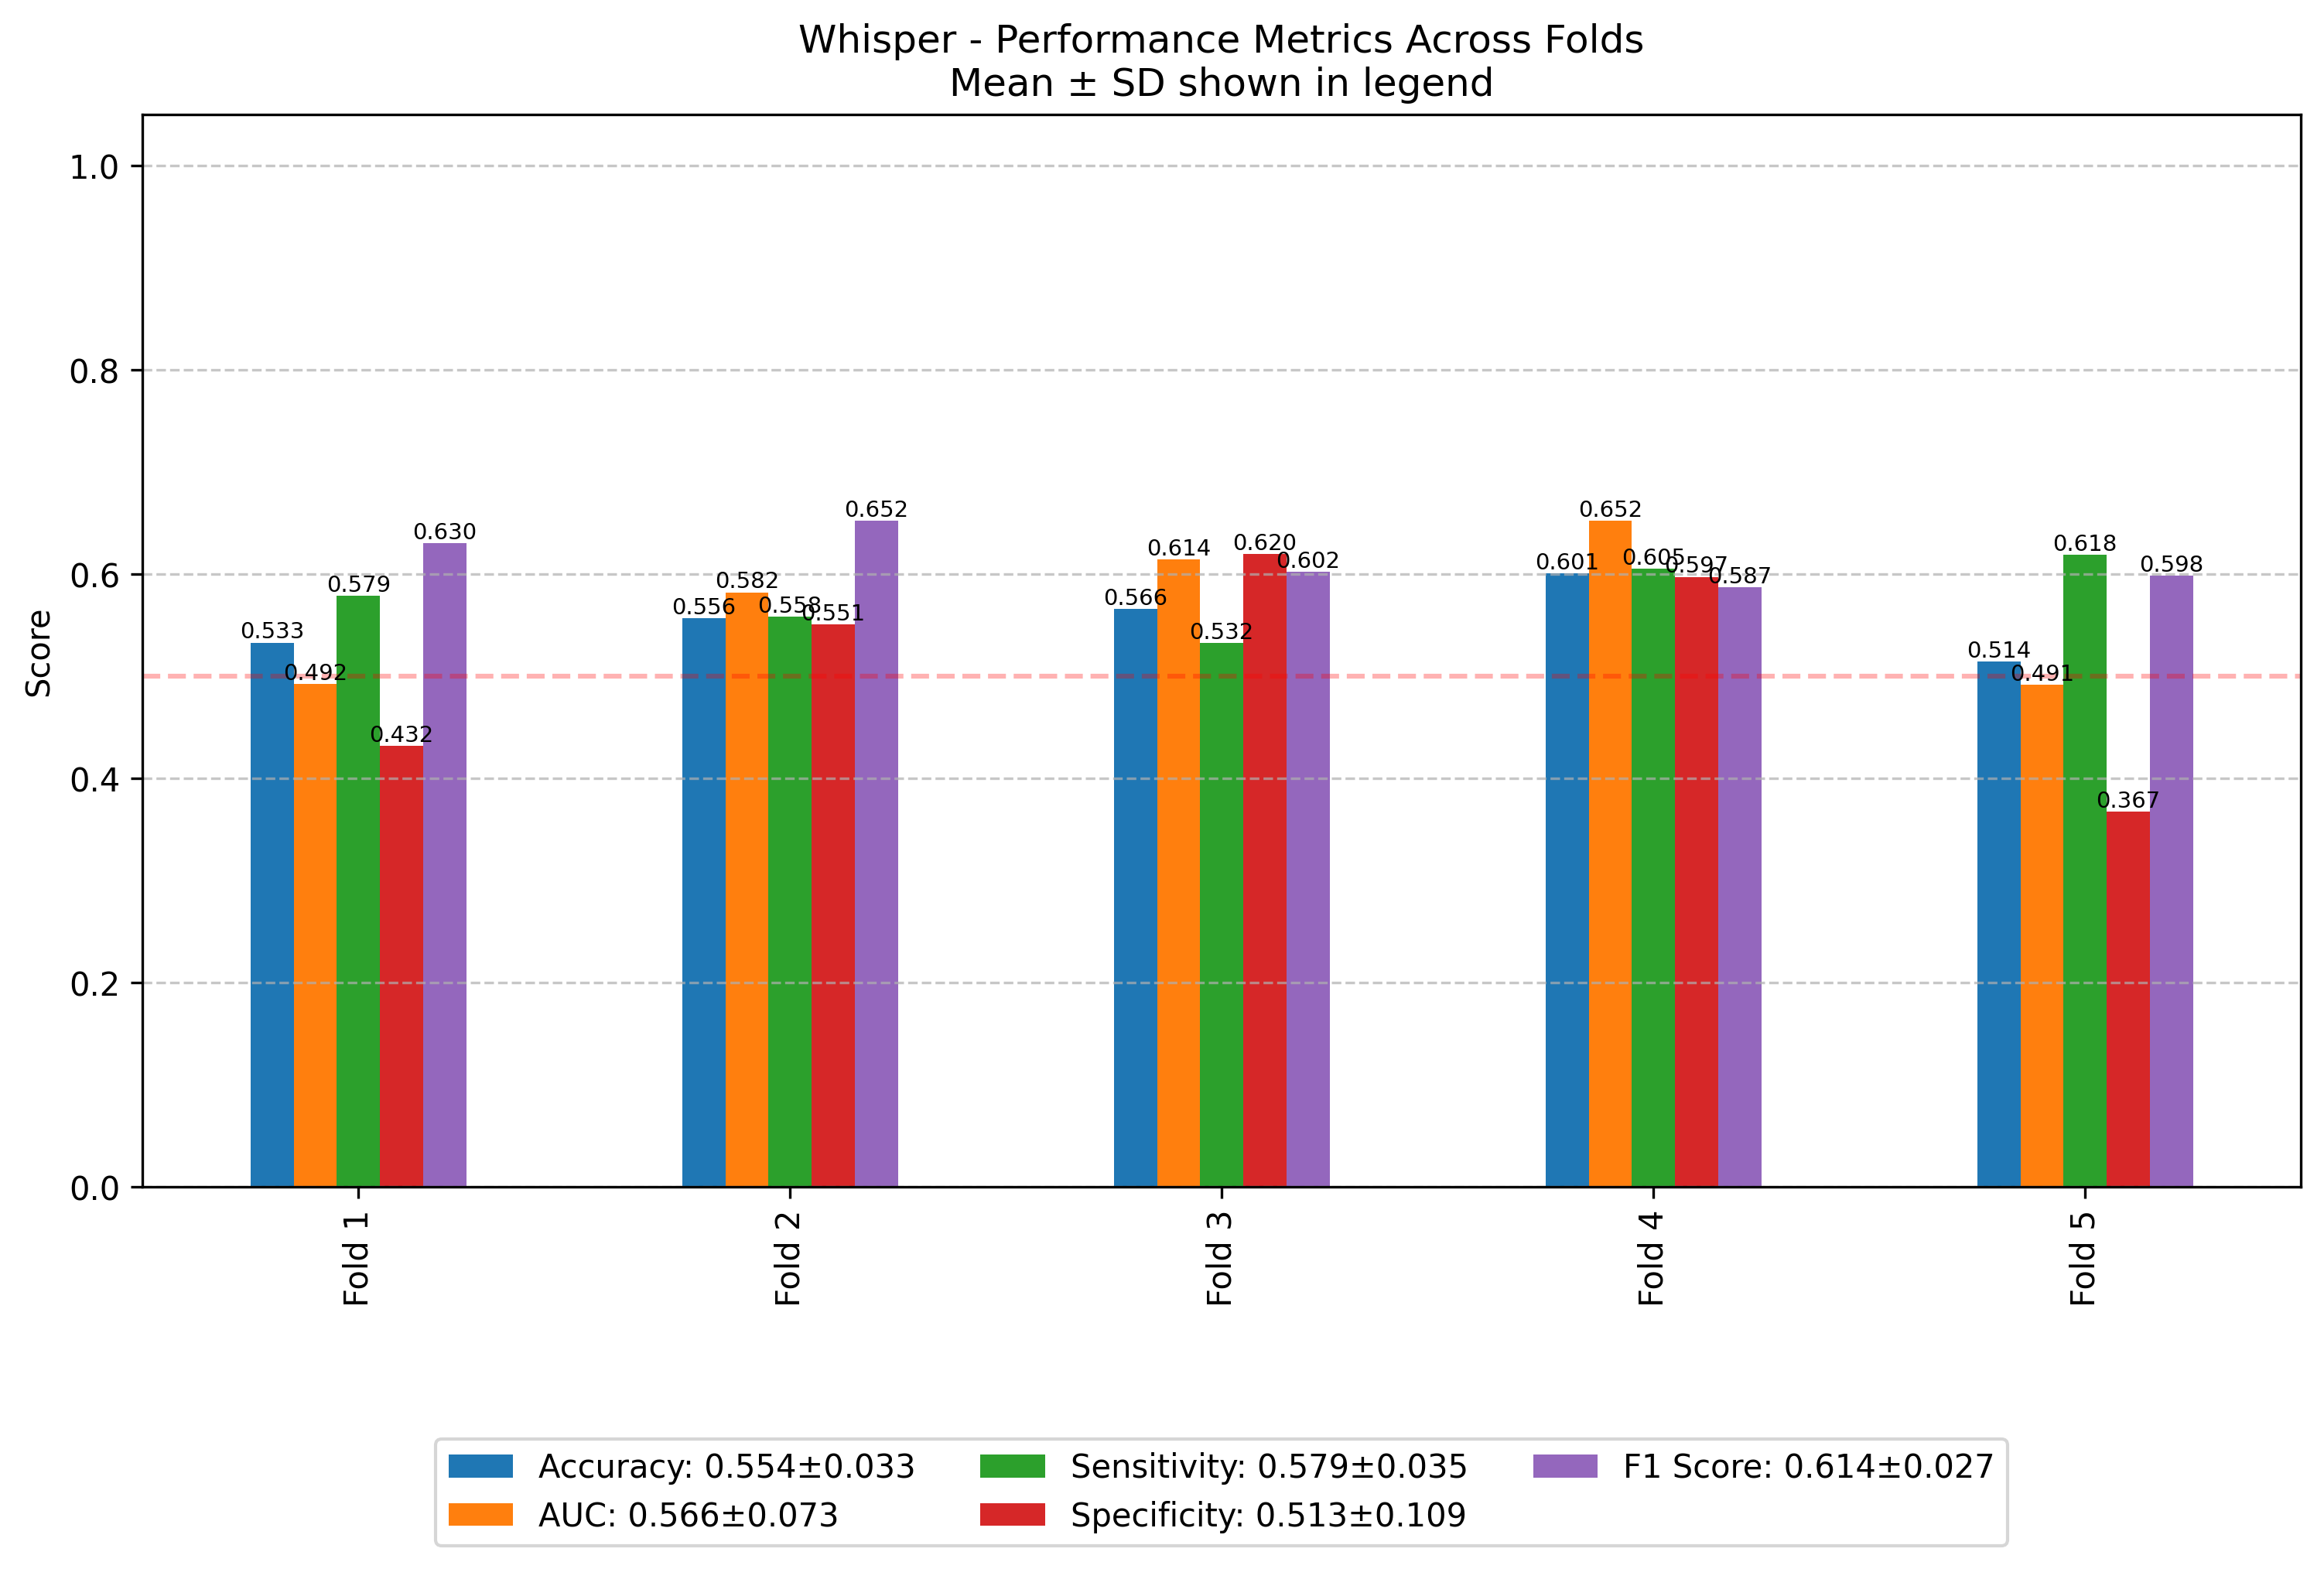 Whisper - Performance Metrics Across Folds
Mean ± SD shown in legend
Score
1.0
0.8
0.6
0.4
0.2
0.0
0.533
0.492
0.579
0.432
0.630
0.556
0.582
0.558
0.551
0.652
0.566
0.614
0.532
0.620
0.602
0.601
0.652
0.605
0.597
0.587
0.514
0.491
0.618
0.367
0.598
Fold 1
Fold 2
Fold 3
Fold 4
Fold 5
Accuracy: 0.554±0.033
AUC: 0.566±0.073
Sensitivity: 0.579±0.035
Specificity: 0.513±0.109
F1 Score: 0.614±0.027